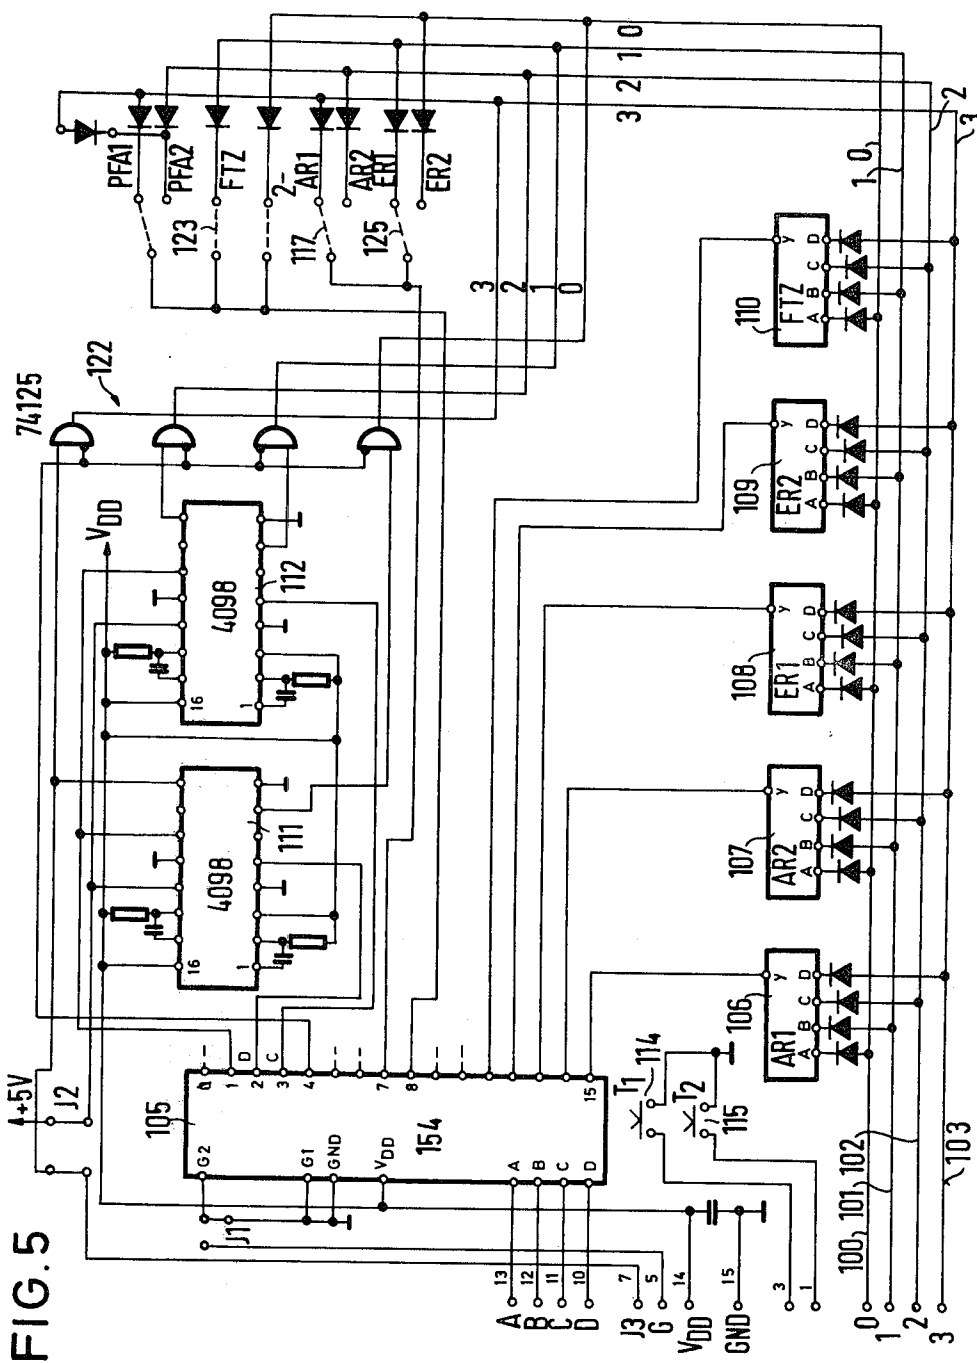 FIG. 5
+5V
J2
105
154
G2
G1
GND
VDD
A
B
C
D
0
1
2
D
3
C
4
7
8
15
J1
A 13
B 12
C 11
D 10
J3 7
G 5
VDD 14
GND 15
3
1
0
1
2
3
T1
114
T2
115
100
101
102
103
4098
111
16
1
4098
112
16
1
VDD
74125
122
3
2
1
0
PFA1
PFA2
FTZ
123
2-
AR1
117
AR2
ER1
125
ER2
0
1
2
3
106
AR1
A B C D
y
107
AR2
A B C D
y
108
ER1
A B C D
y
109
ER2
A B C D
y
110
FTZ
A B C D
y
1
0
2
3